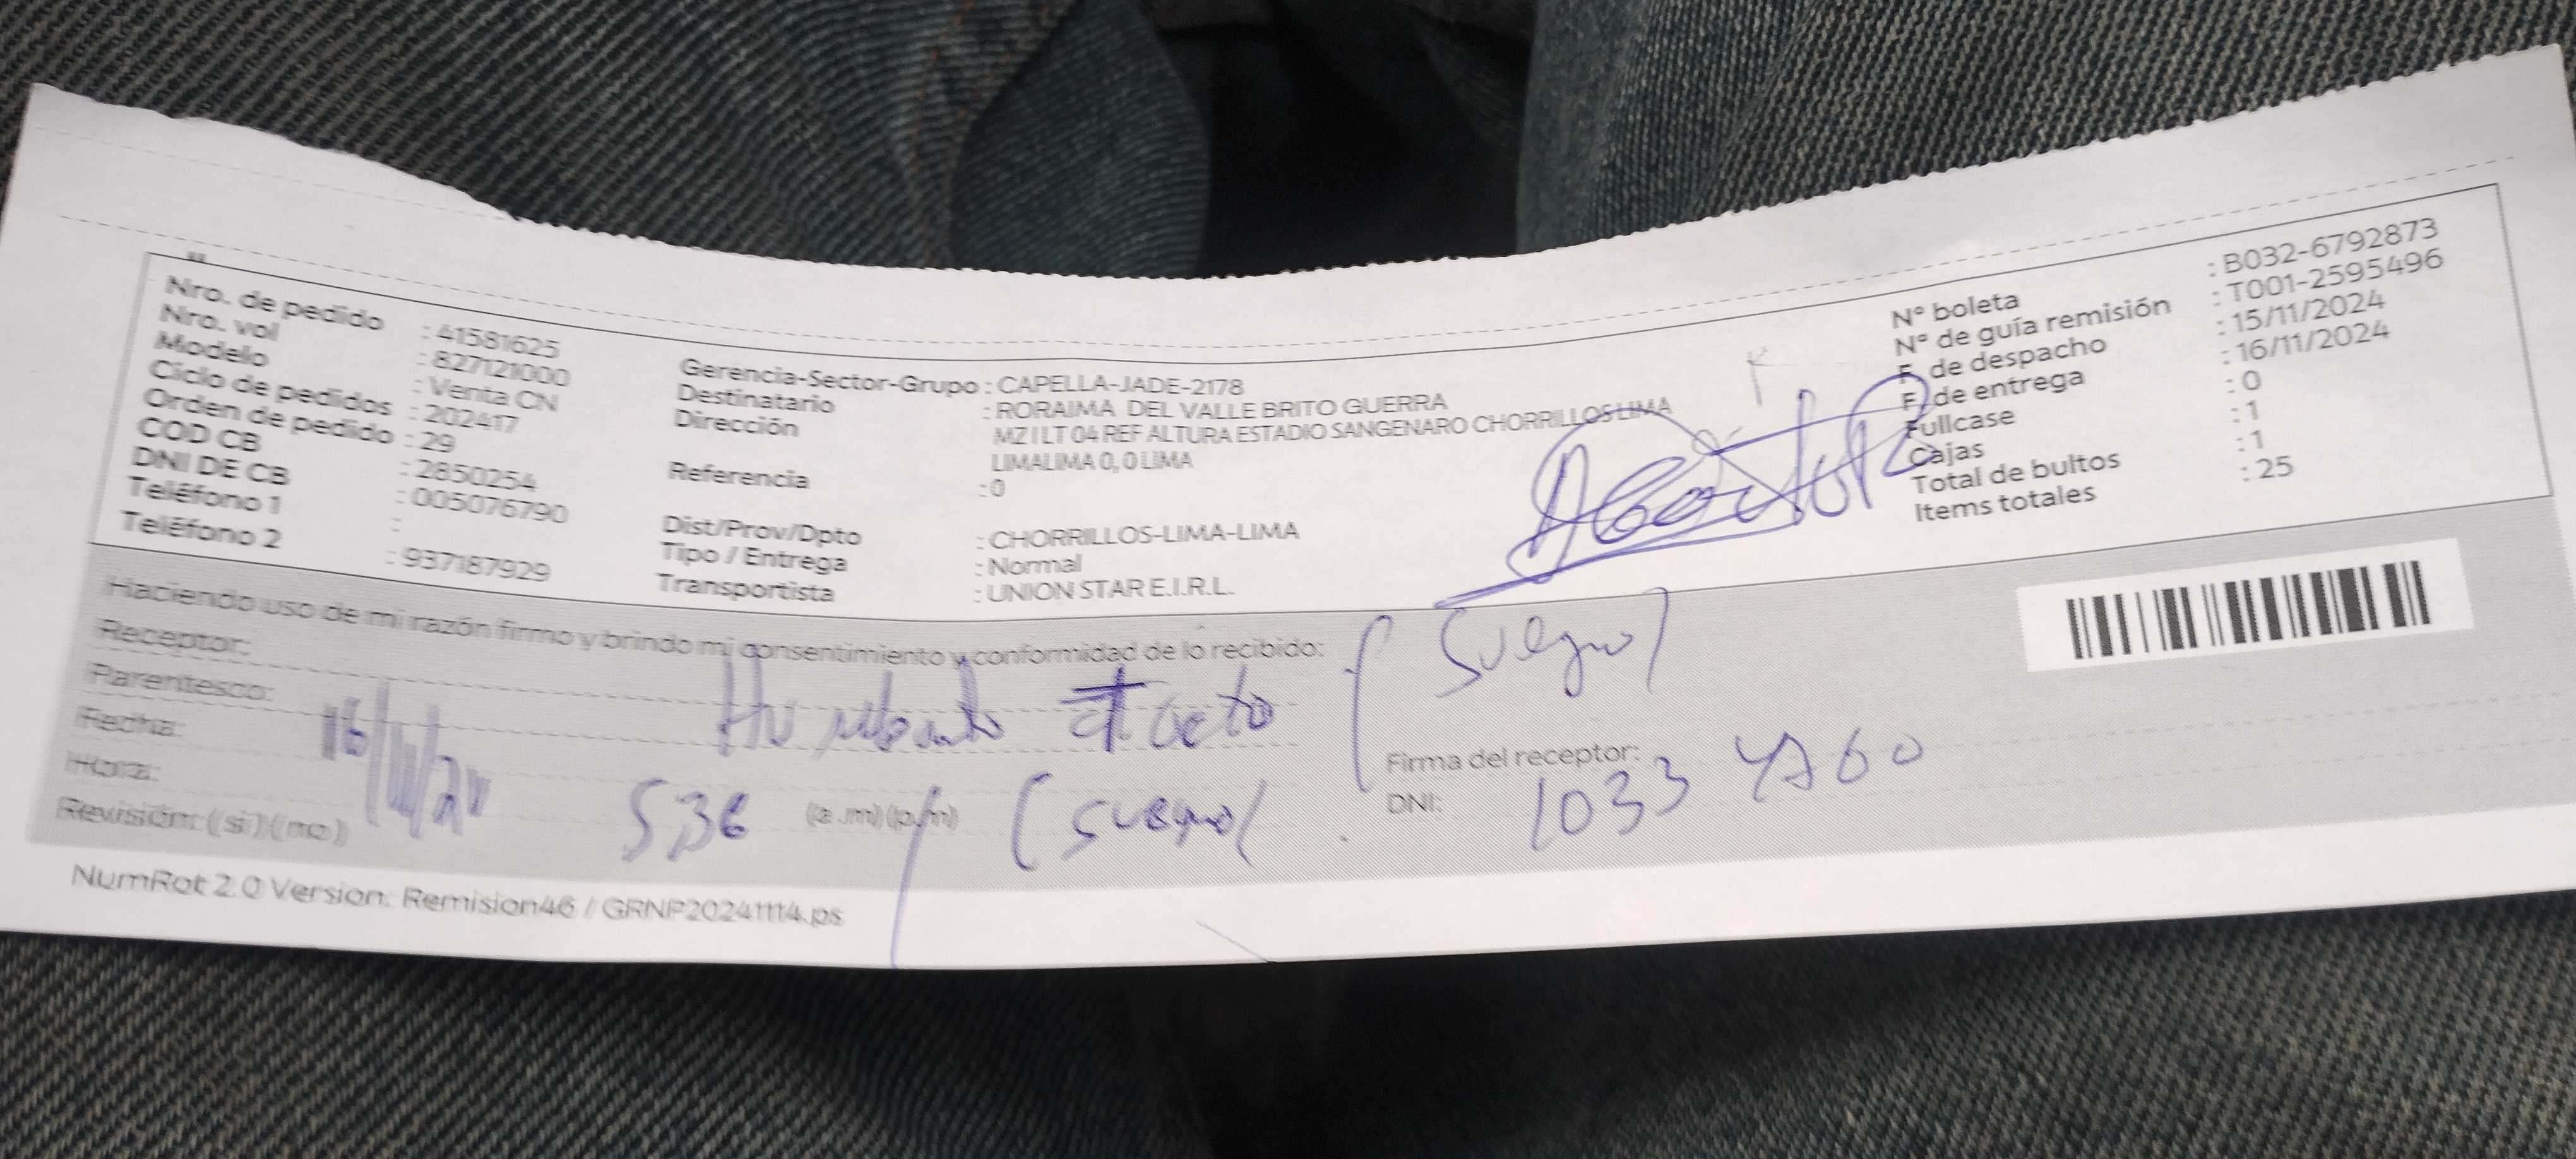 Nro. de pedido : 41581625
Nro. vol : 827121000
Modelo : Venta CN
Ciclo de pedidos : 202417
Orden de pedido : 29
COD CB : 2850254
DNI DE CB : 005076790
Teléfono 1 :
Teléfono 2 : 937187929
Gerencia-Sector-Grupo : CAPELLA-JADE-2178
Destinatario : RORAIMA DEL VALLE BRITO GUERRA
Dirección MZ I LT 04 REF ALTURA ESTADIO SANGENARO CHORRILLOS LIMA
LIMALIMA 0, 0 LIMA
Referencia : 0
Dist/Prov/Dpto : CHORRILLOS-LIMA-LIMA
Tipo / Entrega : Normal
Transportista : UNION STAR E.I.R.L.
N° boleta : B032-6792873
N° de guía remisión : T001-2595496
F. de despacho : 15/11/2024
F. de entrega : 16/11/2024
Fullcase : 0
Cajas : 1
Total de bultos : 1
Items totales : 25
Haciendo uso de mi razón firmo y brindo mi consentimiento y conformidad de lo recibido:
Receptor:
Parentesco: (suegro)
Fecha: 16/11/24
Hora: 536 (a .m) (p.m) (suegro(
Revisión: ( si ) ( no )
Firma del receptor:
DNI: 1033
NumRot 2.0 Version: Remision46 / GRNP20241114.ps